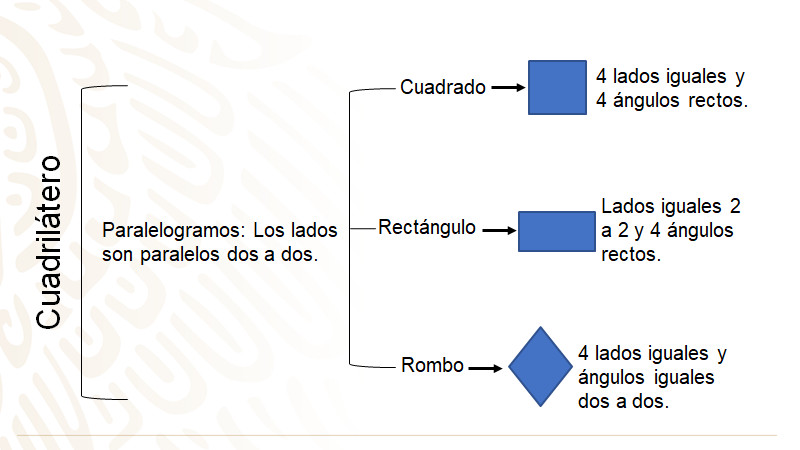 Cuadrilátero
Paralelogramos: Los lados
son paralelos dos a dos.
Cuadrado
4 lados iguales y
4 ángulos rectos.
Rectángulo
Lados iguales 2
a 2 y 4 ángulos
rectos.
Rombo
4 lados iguales y
ángulos iguales
dos a dos.